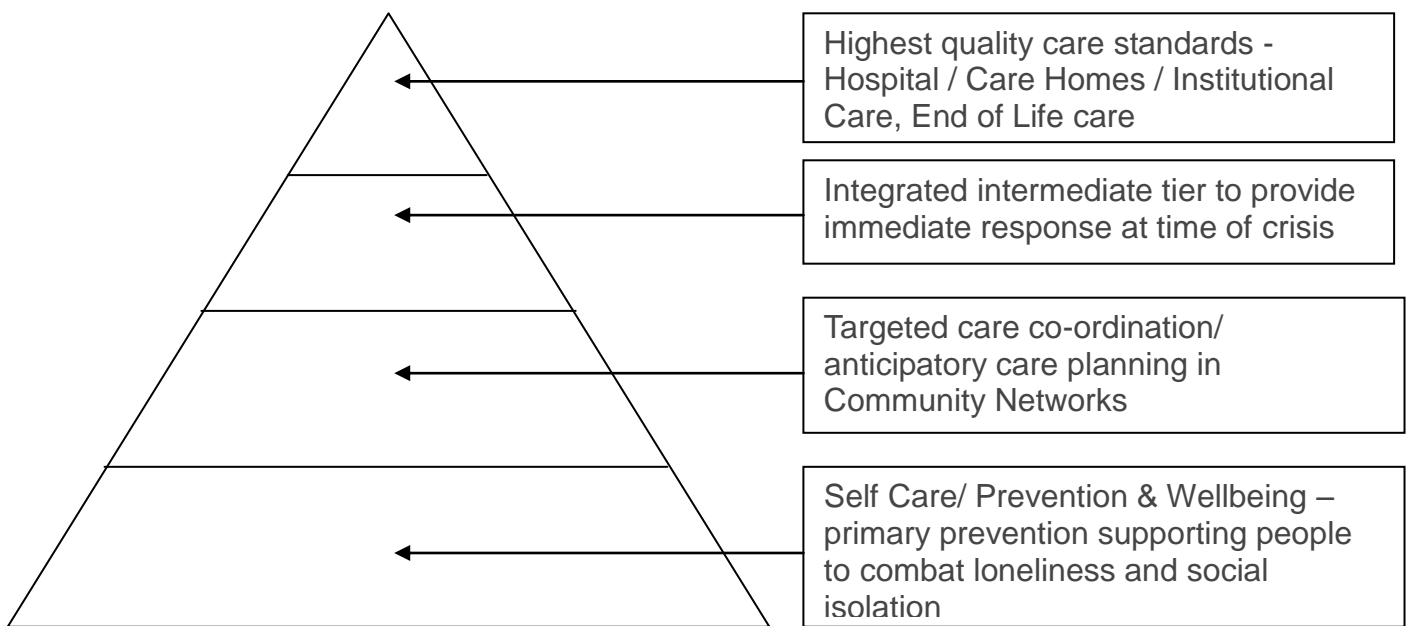 Highest quality care standards -
Hospital / Care Homes / Institutional
Care, End of Life care
Integrated intermediate tier to provide
immediate response at time of crisis
Targeted care co-ordination/
anticipatory care planning in
Community Networks
Self Care/ Prevention & Wellbeing –
primary prevention supporting people
to combat loneliness and social
isolation